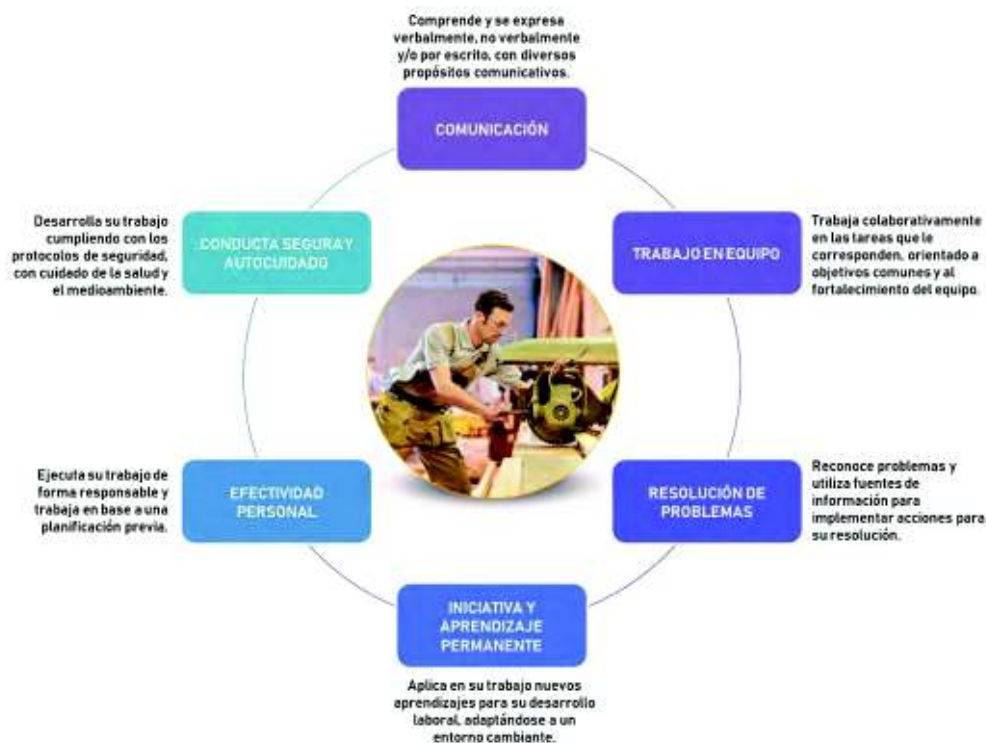 Comprende y se expresa
verbalmente, no verbalmente
y/o por escrito, con diversos
propósitos comunicativos.
COMUNICACIÓN
Desarrolla su trabajo
cumpliendo con los
protocolos de seguridad,
con cuidado de la salud y
el medioambiente.
CONDUCTA SEGURA Y
AUTOCUIDADO
TRABAJO EN EQUIPO
Trabaja colaborativamente
en las tareas que le
corresponden, orientado a
objetivos comunes y al
fortalecimiento del equipo.
Ejecuta su trabajo de
forma responsable y
trabaja en base a una
planificación previa.
EFECTIVIDAD
PERSONAL
RESOLUCIÓN DE
PROBLEMAS
Reconoce problemas y
utiliza fuentes de
información para
implementar acciones para
su resolución.
INICIATIVA Y
APRENDIZAJE
PERMANENTE
Aplica en su trabajo nuevos
aprendizajes para su desarrollo
laboral, adaptándose a un
entorno cambiante.